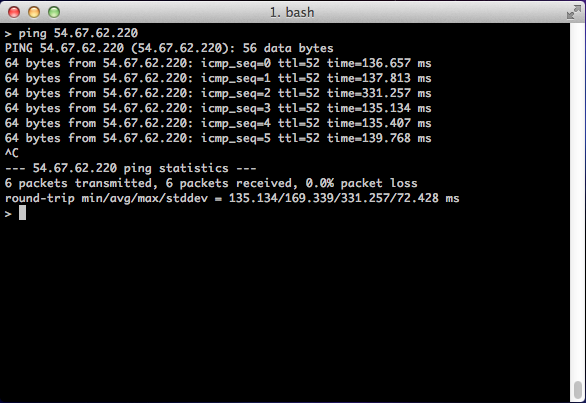 1. bash
> ping 54.67.62.220
PING 54.67.62.220 (54.67.62.220): 56 data bytes
64 bytes from 54.67.62.220: icmp_seq=0 ttl=52 time=136.657 ms
64 bytes from 54.67.62.220: icmp_seq=1 ttl=52 time=137.813 ms
64 bytes from 54.67.62.220: icmp_seq=2 ttl=52 time=331.257 ms
64 bytes from 54.67.62.220: icmp_seq=3 ttl=52 time=135.134 ms
64 bytes from 54.67.62.220: icmp_seq=4 ttl=52 time=135.407 ms
64 bytes from 54.67.62.220: icmp_seq=5 ttl=52 time=139.768 ms
^C
--- 54.67.62.220 ping statistics ---
6 packets transmitted, 6 packets received, 0.0% packet loss
round-trip min/avg/max/stddev = 135.134/169.339/331.257/72.428 ms
>